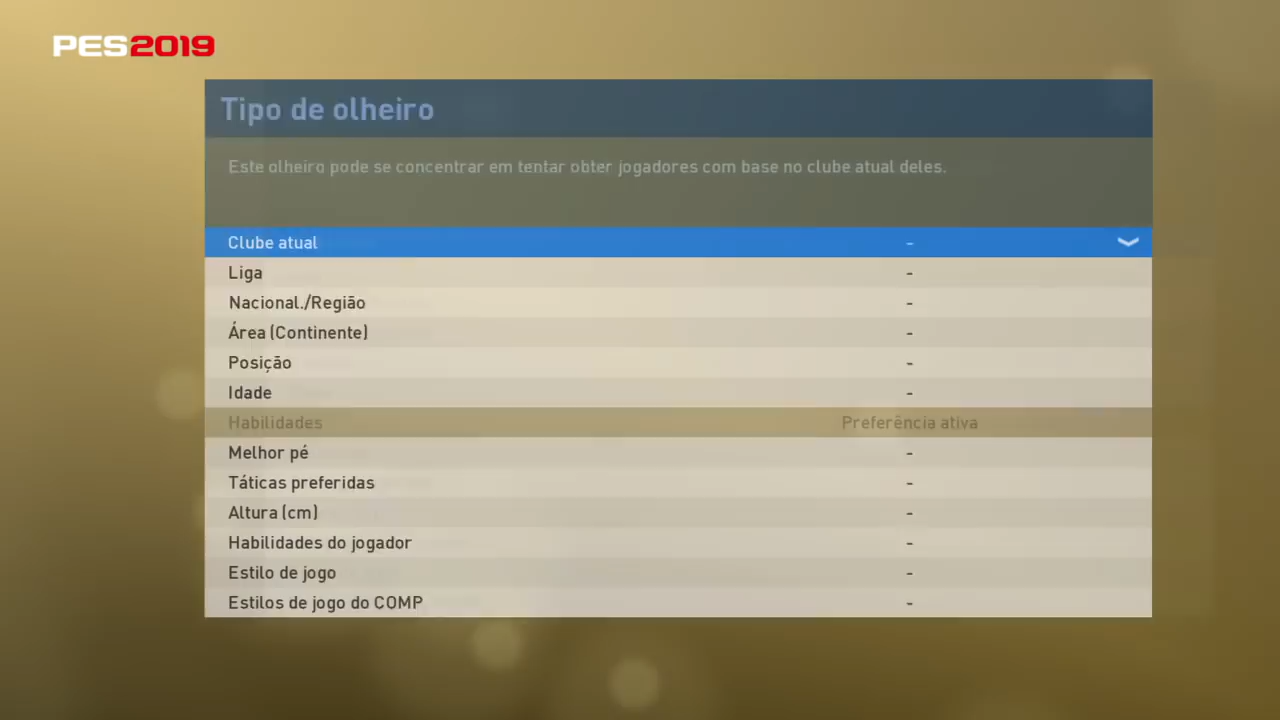 PES2019
Tipo de olheiro
Este olheiro pode se concentrar em tentar obter jogadores com base no clube atual deles.
Clube atual -
Liga -
Nacional./Região -
Área (Continente) -
Posição -
Idade -
Habilidades Preferência ativa
Melhor pé -
Táticas preferidas -
Altura (cm) -
Habilidades do jogador -
Estilo de jogo -
Estilos de jogo do COMP -